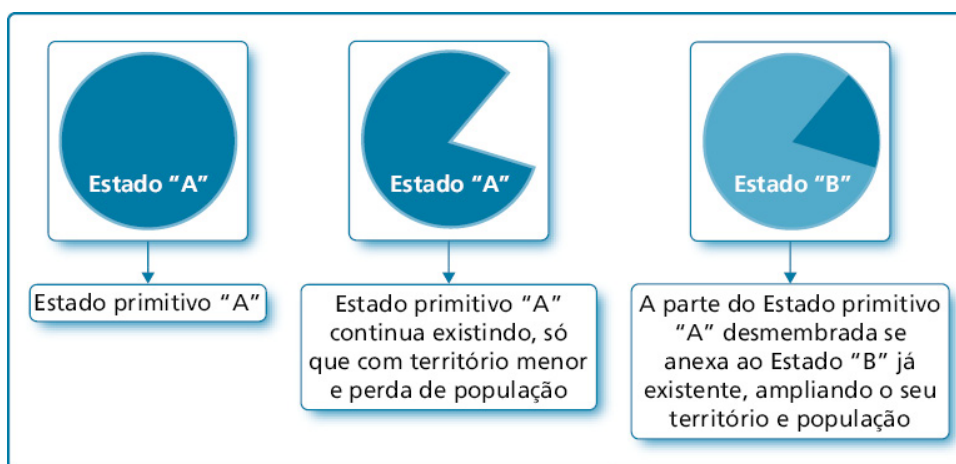 Estado “A”
Estado “A”
Estado “B”
Estado primitivo “A”
Estado primitivo “A”
continua existindo, só
que com território menor
e perda de população
A parte do Estado primitivo
“A” desmembrada se
anexa ao Estado “B” já
existente, ampliando o seu
território e população